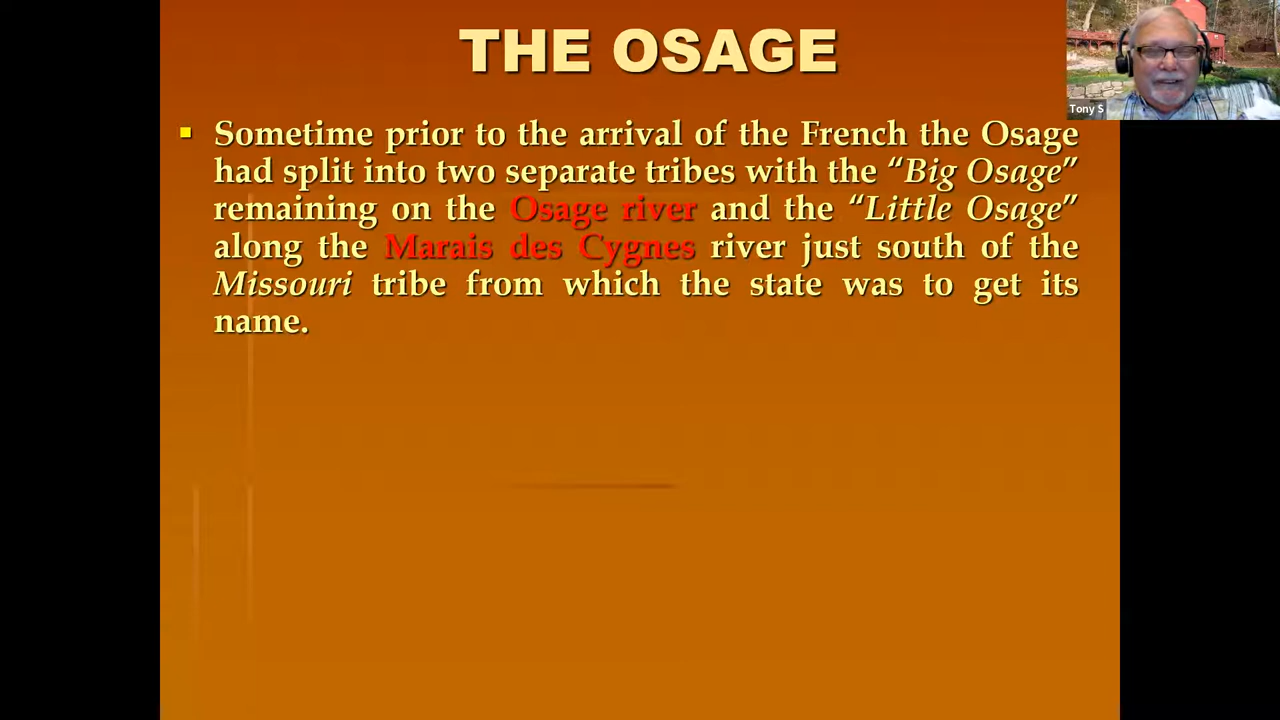 THE OSAGE
Sometime prior to the arrival of the French the Osage
had split into two separate tribes with the “Big Osage”
remaining on the Osage river and the “Little Osage”
along the Marais des Cygnes river just south of the
Missouri tribe from which the state was to get its
name.
Tony S